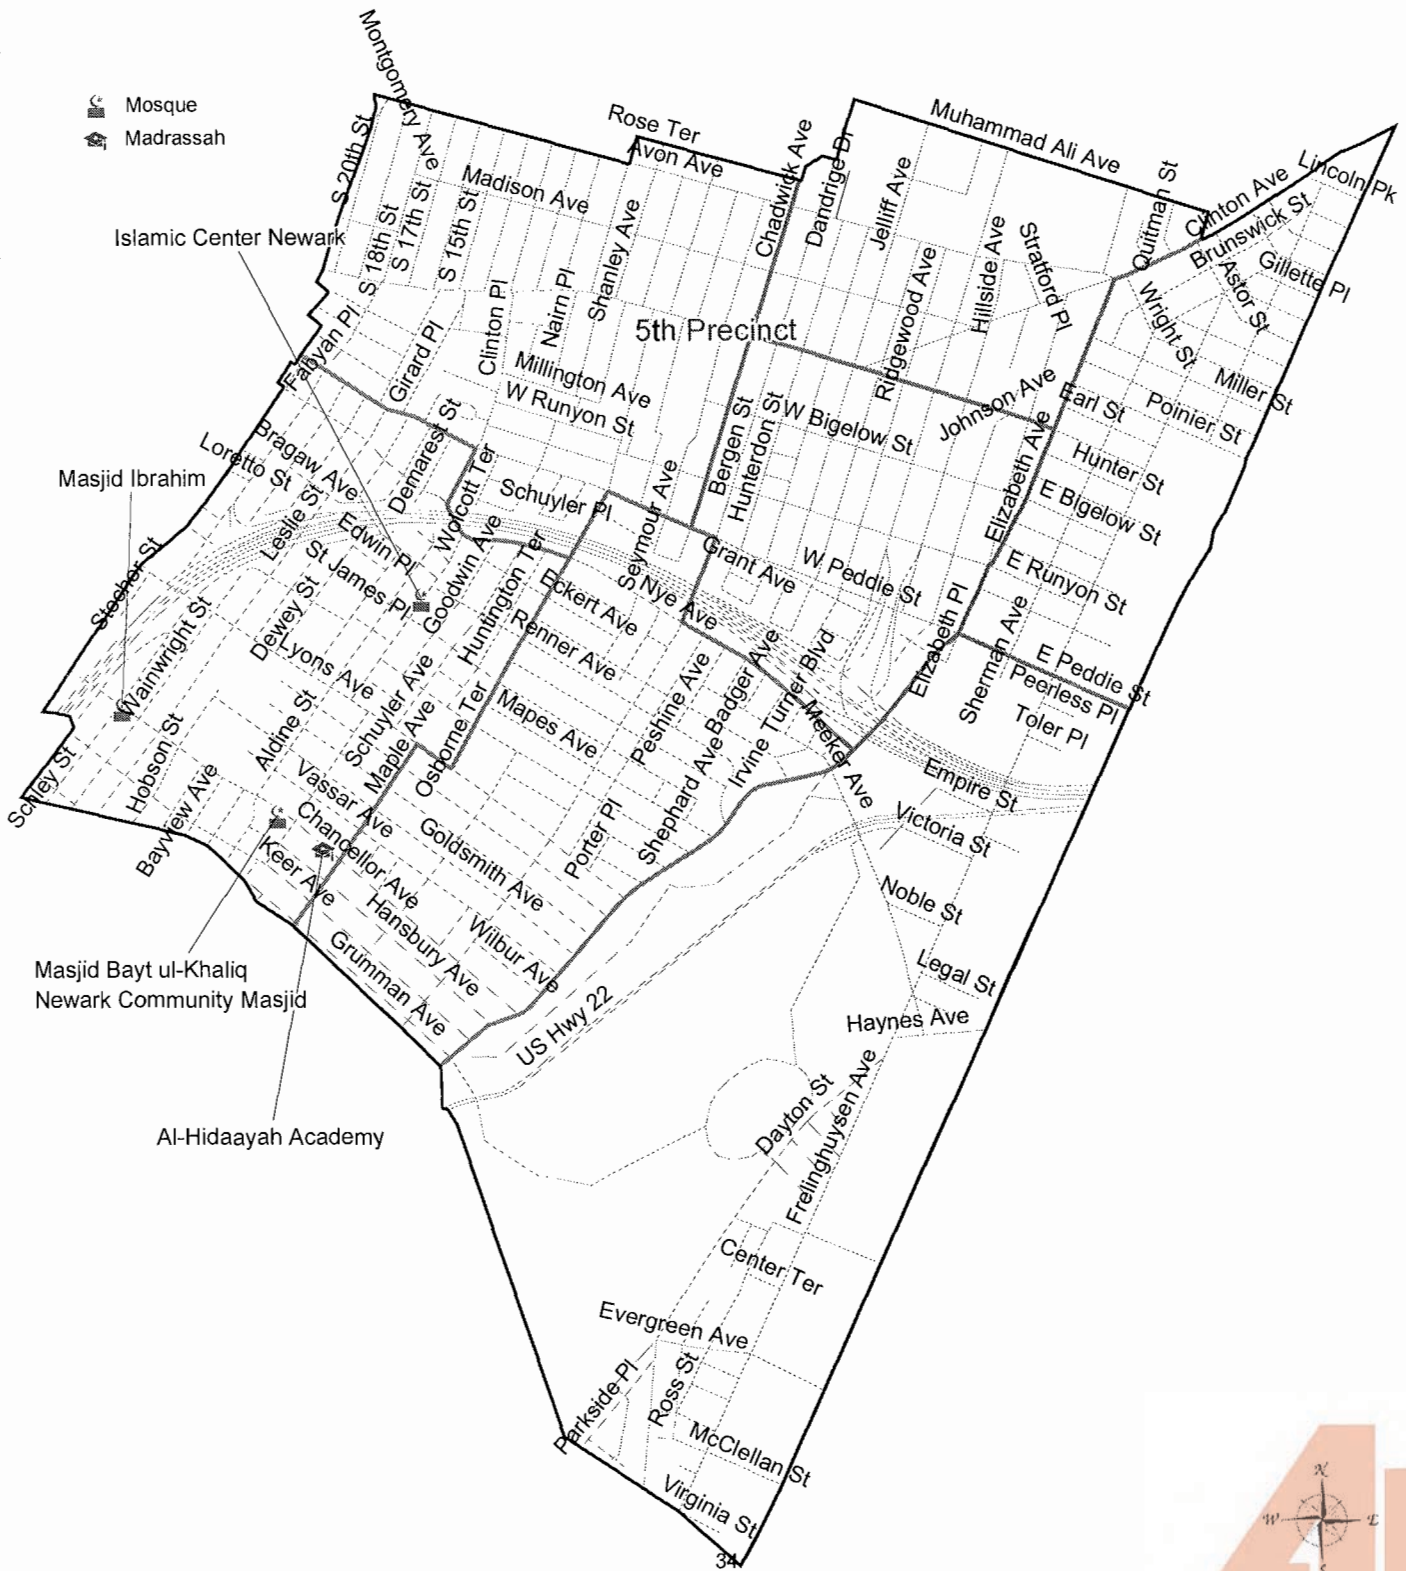 Mosque
Madrassah
Montgomery Ave
S 20th St
Rose Ter
Avon Ave
Muhammad Ali Ave
Lincoln Pk
Clinton Ave
Brunswick St
Quitman St
Chadwick Ave
Dandrige Dr
Jelliff Ave
Madison Ave
S 18th St
S 17th St
S 15th St
Shanley Ave
Islamic Center Newark
Hillside Ave
Stratford Pl
Astor St
Gillette Pl
Wright St
Ridgewood Ave
Clinton Pl
Nairn Pl
5th Precinct
Fabyan Pl
Girard Pl
Millington Ave
W Runyon St
Miller St
Poinier St
Earl St
Johnson Ave
W Bigelow St
Bergen St
Hunterdon St
Elizabeth Ave
Hunter St
E Bigelow St
Bragaw Ave
Loretto St
Demarest St
Wolcott Ter
Schuyler Pl
Seymour Ave
Masjid Ibrahim
Leslie St
Edwin Pl
St James Pl
Goodwin Ave
Huntington Ter
Eckert Ave
Nye Ave
Grant Ave
W Peddie St
E Runyon St
Stecher St
Wainwright St
Dewey St
Renner Ave
Lyons Ave
Elizabeth Pl
Sherman Ave
E Peddie St
Peerless Pl
Toler Pl
Aldine St
Schuyler Ave
Maple Ave
Osborne Ter
Mapes Ave
Peshine Ave
Badger Ave
Shephard Ave
Irvine Turner Blvd
Meeker Ave
Empire St
Victoria St
Schley St
Hobson St
Bayview Ave
Vassar Ave
Chancellor Ave
Keer Ave
Goldsmith Ave
Porter Pl
Hansbury Ave
Wilbur Ave
Grumman Ave
Noble St
Legal St
Haynes Ave
US Hwy 22
Masjid Bayt ul-Khaliq
Newark Community Masjid
Al-Hidaayah Academy
Dayton St
Frelinghuysen Ave
Center Ter
Evergreen Ave
Parkside Pl
Ross St
McClellan St
Virginia St
34
N
W E
S